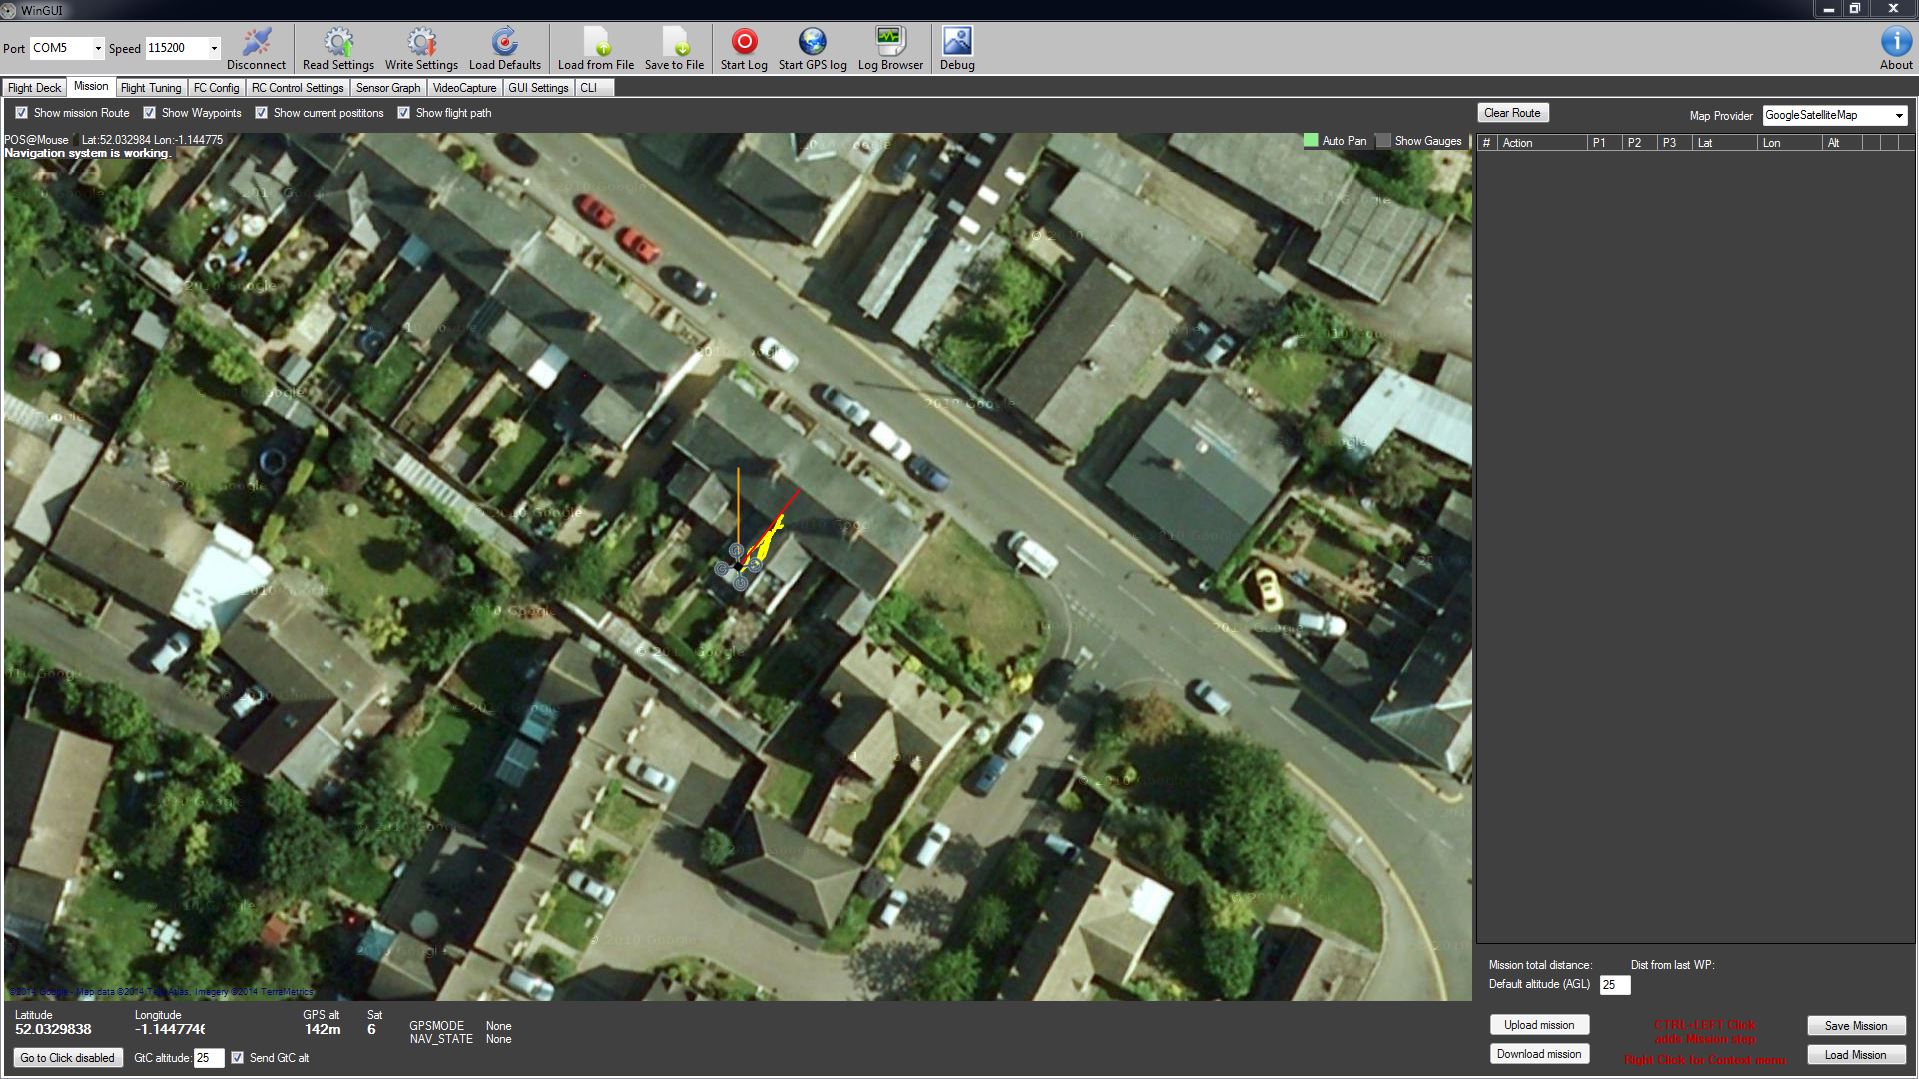 WinGUI
Port COM5 Speed 115200 Disconnect Read Settings Write Settings Load Defaults Load from File Save to File Start Log Start GPS log Log Browser Debug About
Flight Deck Mission Flight Tuning FC Config RC Control Settings Sensor Graph VideoCapture GUI Settings CLI
Show mission Route Show Waypoints Show current posititons Show flight path Clear Route Map Provider GoogleSatelliteMap
POS@Mouse Lat:52.032984 Lon:-1.144775 Auto Pan Show Gauges # Action P1 P2 P3 Lat Lon Alt
Navigation system is working.
© 2010 Google
Mission total distance: Dist from last WP:
Default altitude (AGL) 25
©2014 Google - Map data ©2014 Tele Atlas, Imagery ©2014 TerraMetrics
Latitude Longitude GPS alt Sat
52.0329838 -1.1447746 142m 6
GPSMODE None
NAV_STATE None
Go to Click disabled GtC altitude: 25 Send GtC alt
Upload mission CTRL+LEFT Click adds Mission step Save Mission
Download mission Right Click for Context menu Load Mission